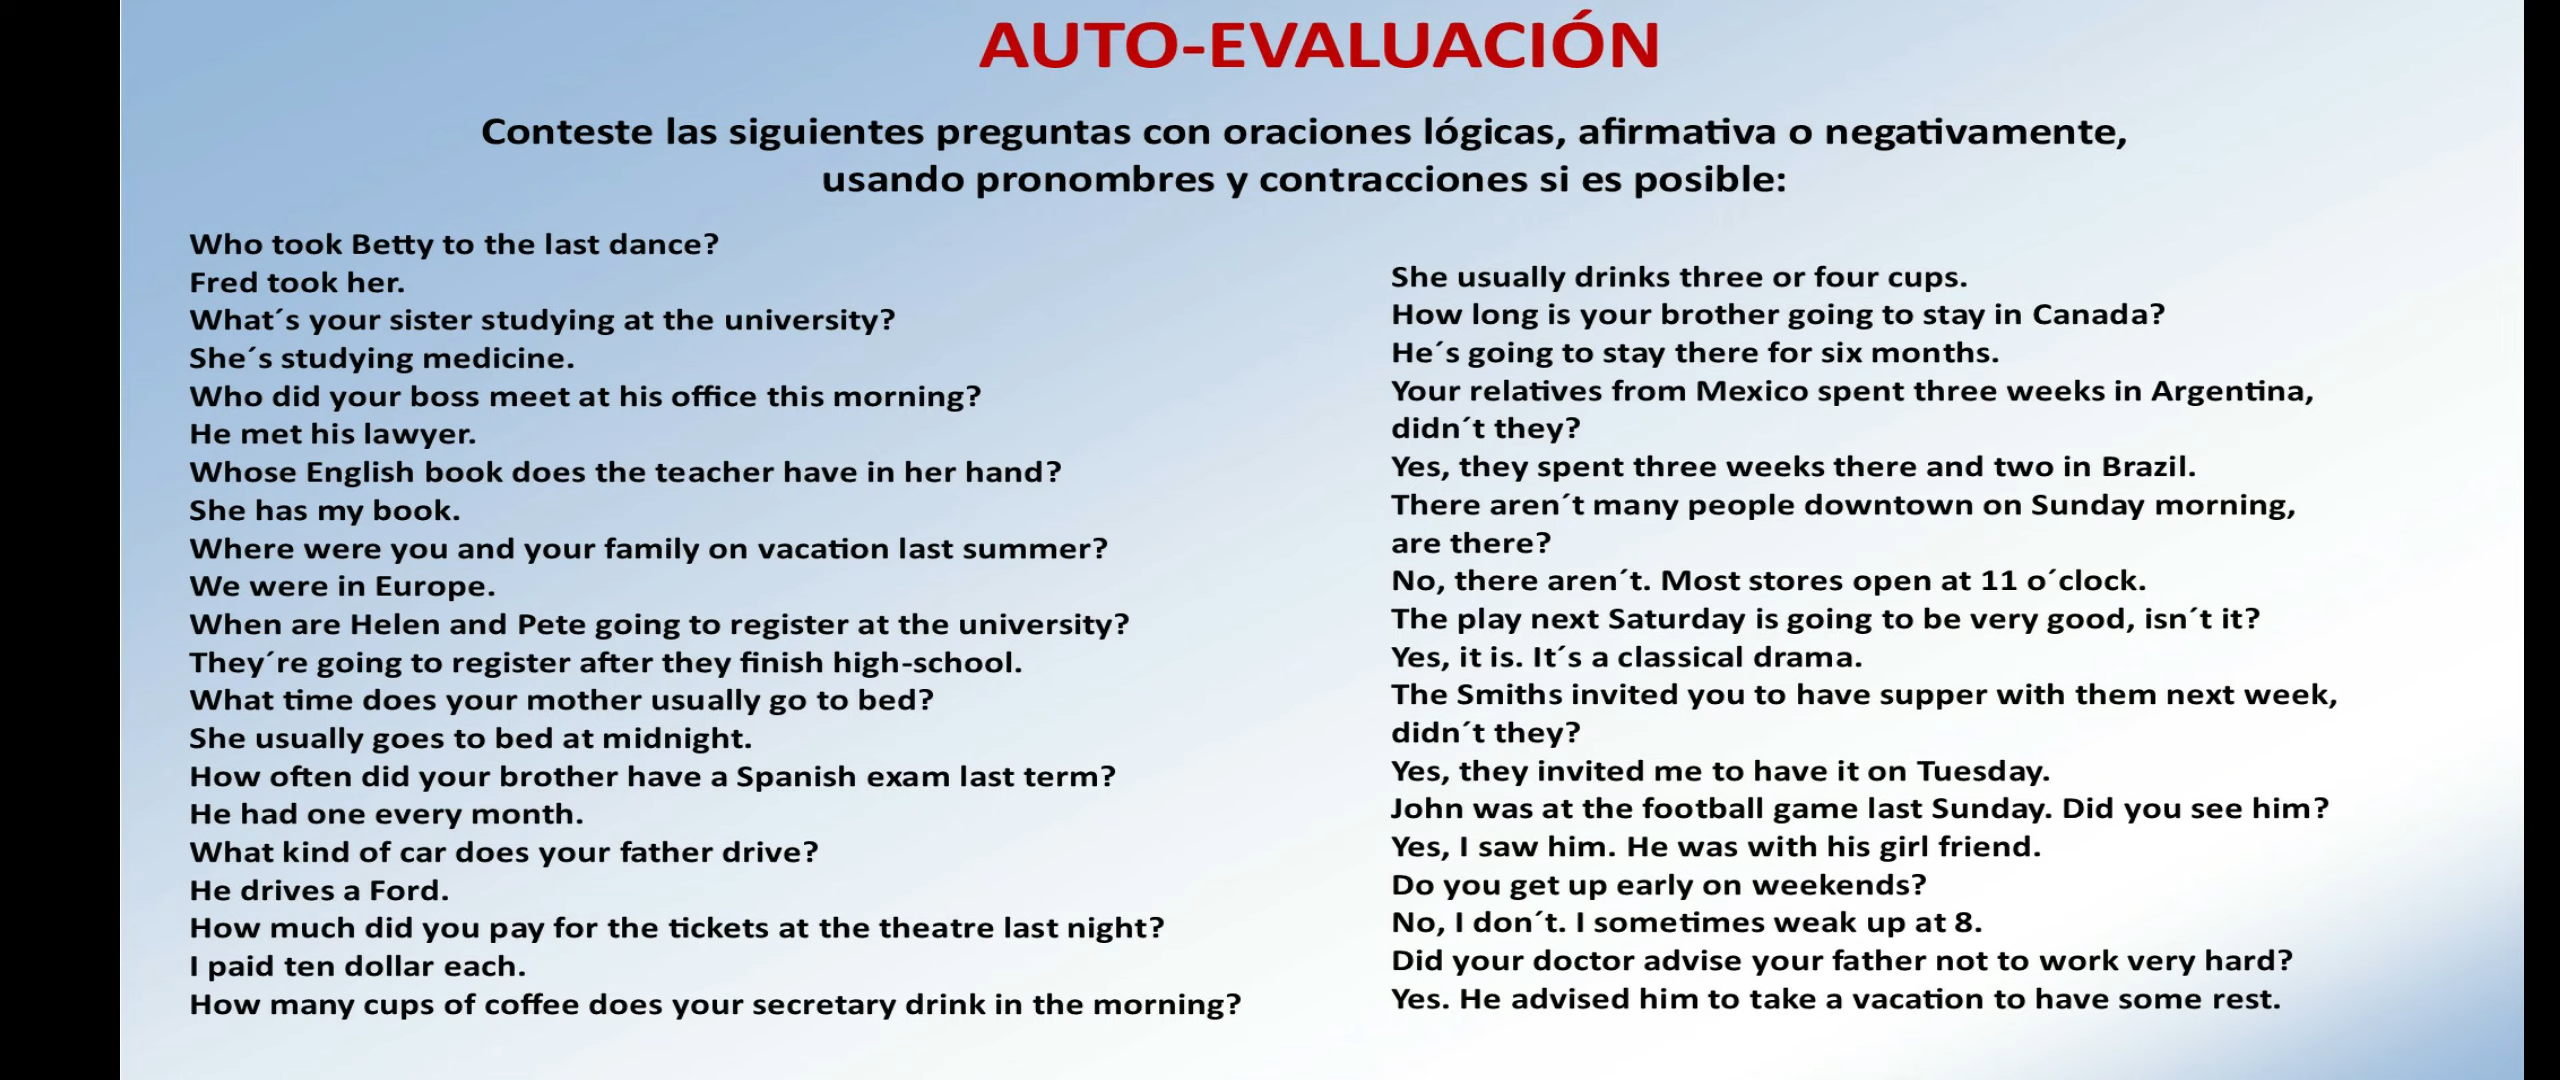 AUTO-EVALUACIÓN
Conteste las siguientes preguntas con oraciones lógicas, afirmativa o negativamente,
usando pronombres y contracciones si es posible:
Who took Betty to the last dance?
Fred took her.
What´s your sister studying at the university?
She´s studying medicine.
Who did your boss meet at his office this morning?
He met his lawyer.
Whose English book does the teacher have in her hand?
She has my book.
Where were you and your family on vacation last summer?
We were in Europe.
When are Helen and Pete going to register at the university?
They´re going to register after they finish high-school.
What time does your mother usually go to bed?
She usually goes to bed at midnight.
How often did your brother have a Spanish exam last term?
He had one every month.
What kind of car does your father drive?
He drives a Ford.
How much did you pay for the tickets at the theatre last night?
I paid ten dollar each.
How many cups of coffee does your secretary drink in the morning?
She usually drinks three or four cups.
How long is your brother going to stay in Canada?
He´s going to stay there for six months.
Your relatives from Mexico spent three weeks in Argentina,
didn´t they?
Yes, they spent three weeks there and two in Brazil.
There aren´t many people downtown on Sunday morning,
are there?
No, there aren´t. Most stores open at 11 o´clock.
The play next Saturday is going to be very good, isn´t it?
Yes, it is. It´s a classical drama.
The Smiths invited you to have supper with them next week,
didn´t they?
Yes, they invited me to have it on Tuesday.
John was at the football game last Sunday. Did you see him?
Yes, I saw him. He was with his girl friend.
Do you get up early on weekends?
No, I don´t. I sometimes weak up at 8.
Did your doctor advise your father not to work very hard?
Yes. He advised him to take a vacation to have some rest.